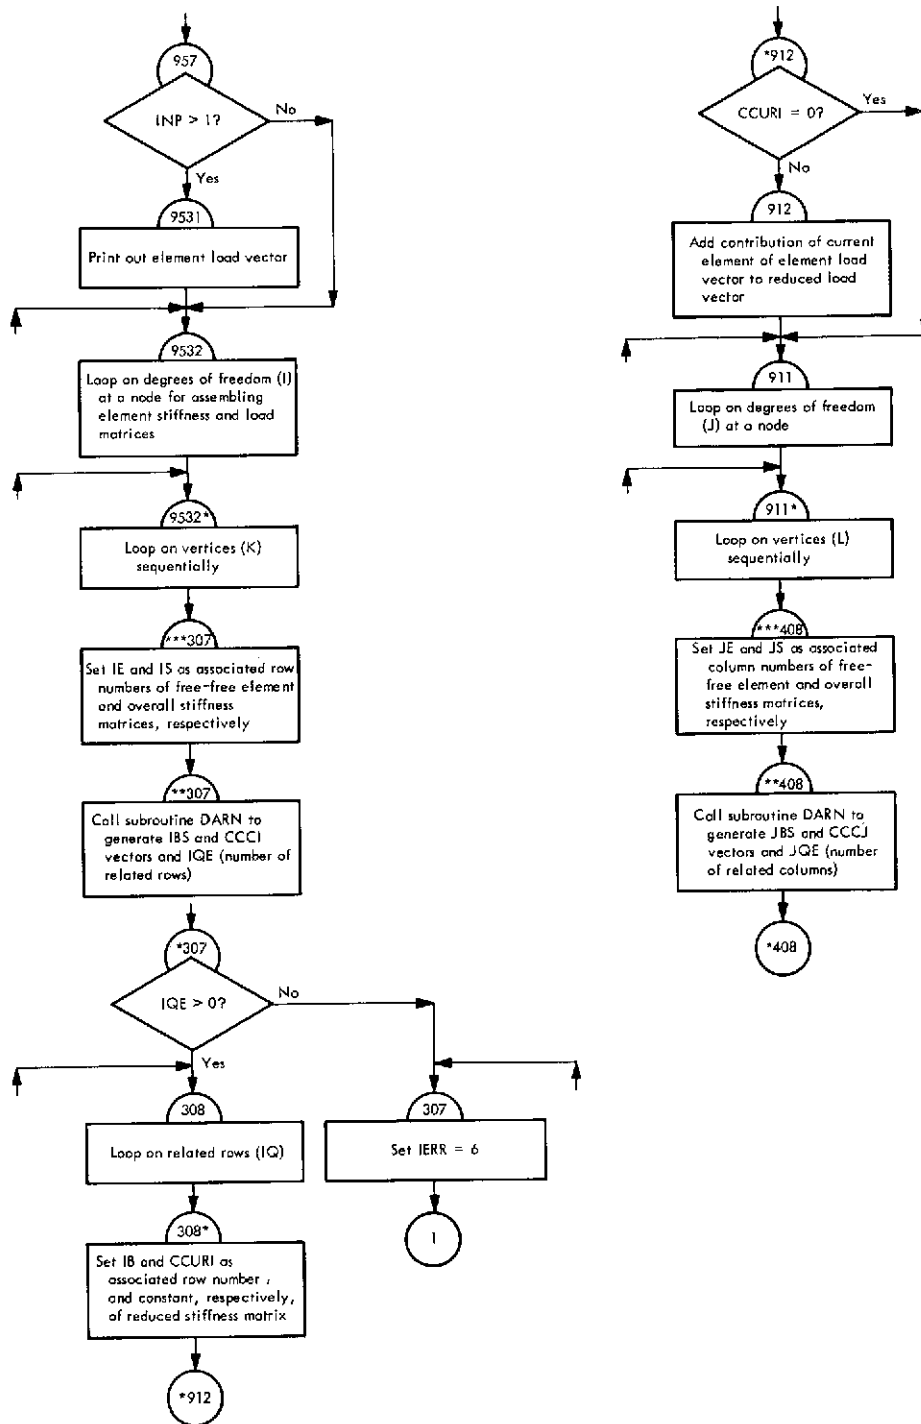 957
INP > 1?
No
Yes
9531
Print out element load vector
9532
Loop on degrees of freedom (I)
at a node for assembling
element stiffness and load
matrices
9532*
Loop on vertices (K)
sequentially
***307
Set IE and IS as associated row
numbers of free-free element
and overall stiffness
matrices, respectively
**307
Call subroutine DARN to
generate IBS and CCCI
vectors and IQE (number of
related rows)
*307
IQE > 0?
No
Yes
308
Loop on related rows (IQ)
307
Set IERR = 6
1
308*
Set IB and CCURI as
associated row number,
and constant, respectively,
of reduced stiffness matrix
*912
*912
CCURI = 0?
Yes
No
912
Add contribution of current
element of element load
vector to reduced load
vector
911
Loop on degrees of freedom
(J) at a node
911*
Loop on vertices (L)
sequentially
***408
Set JE and JS as associated
column numbers of free-
free element and overall
stiffness matrices,
respectively
**408
Call subroutine DARN to
generate JBS and CCCJ
vectors and JQE (number
of related columns)
*408